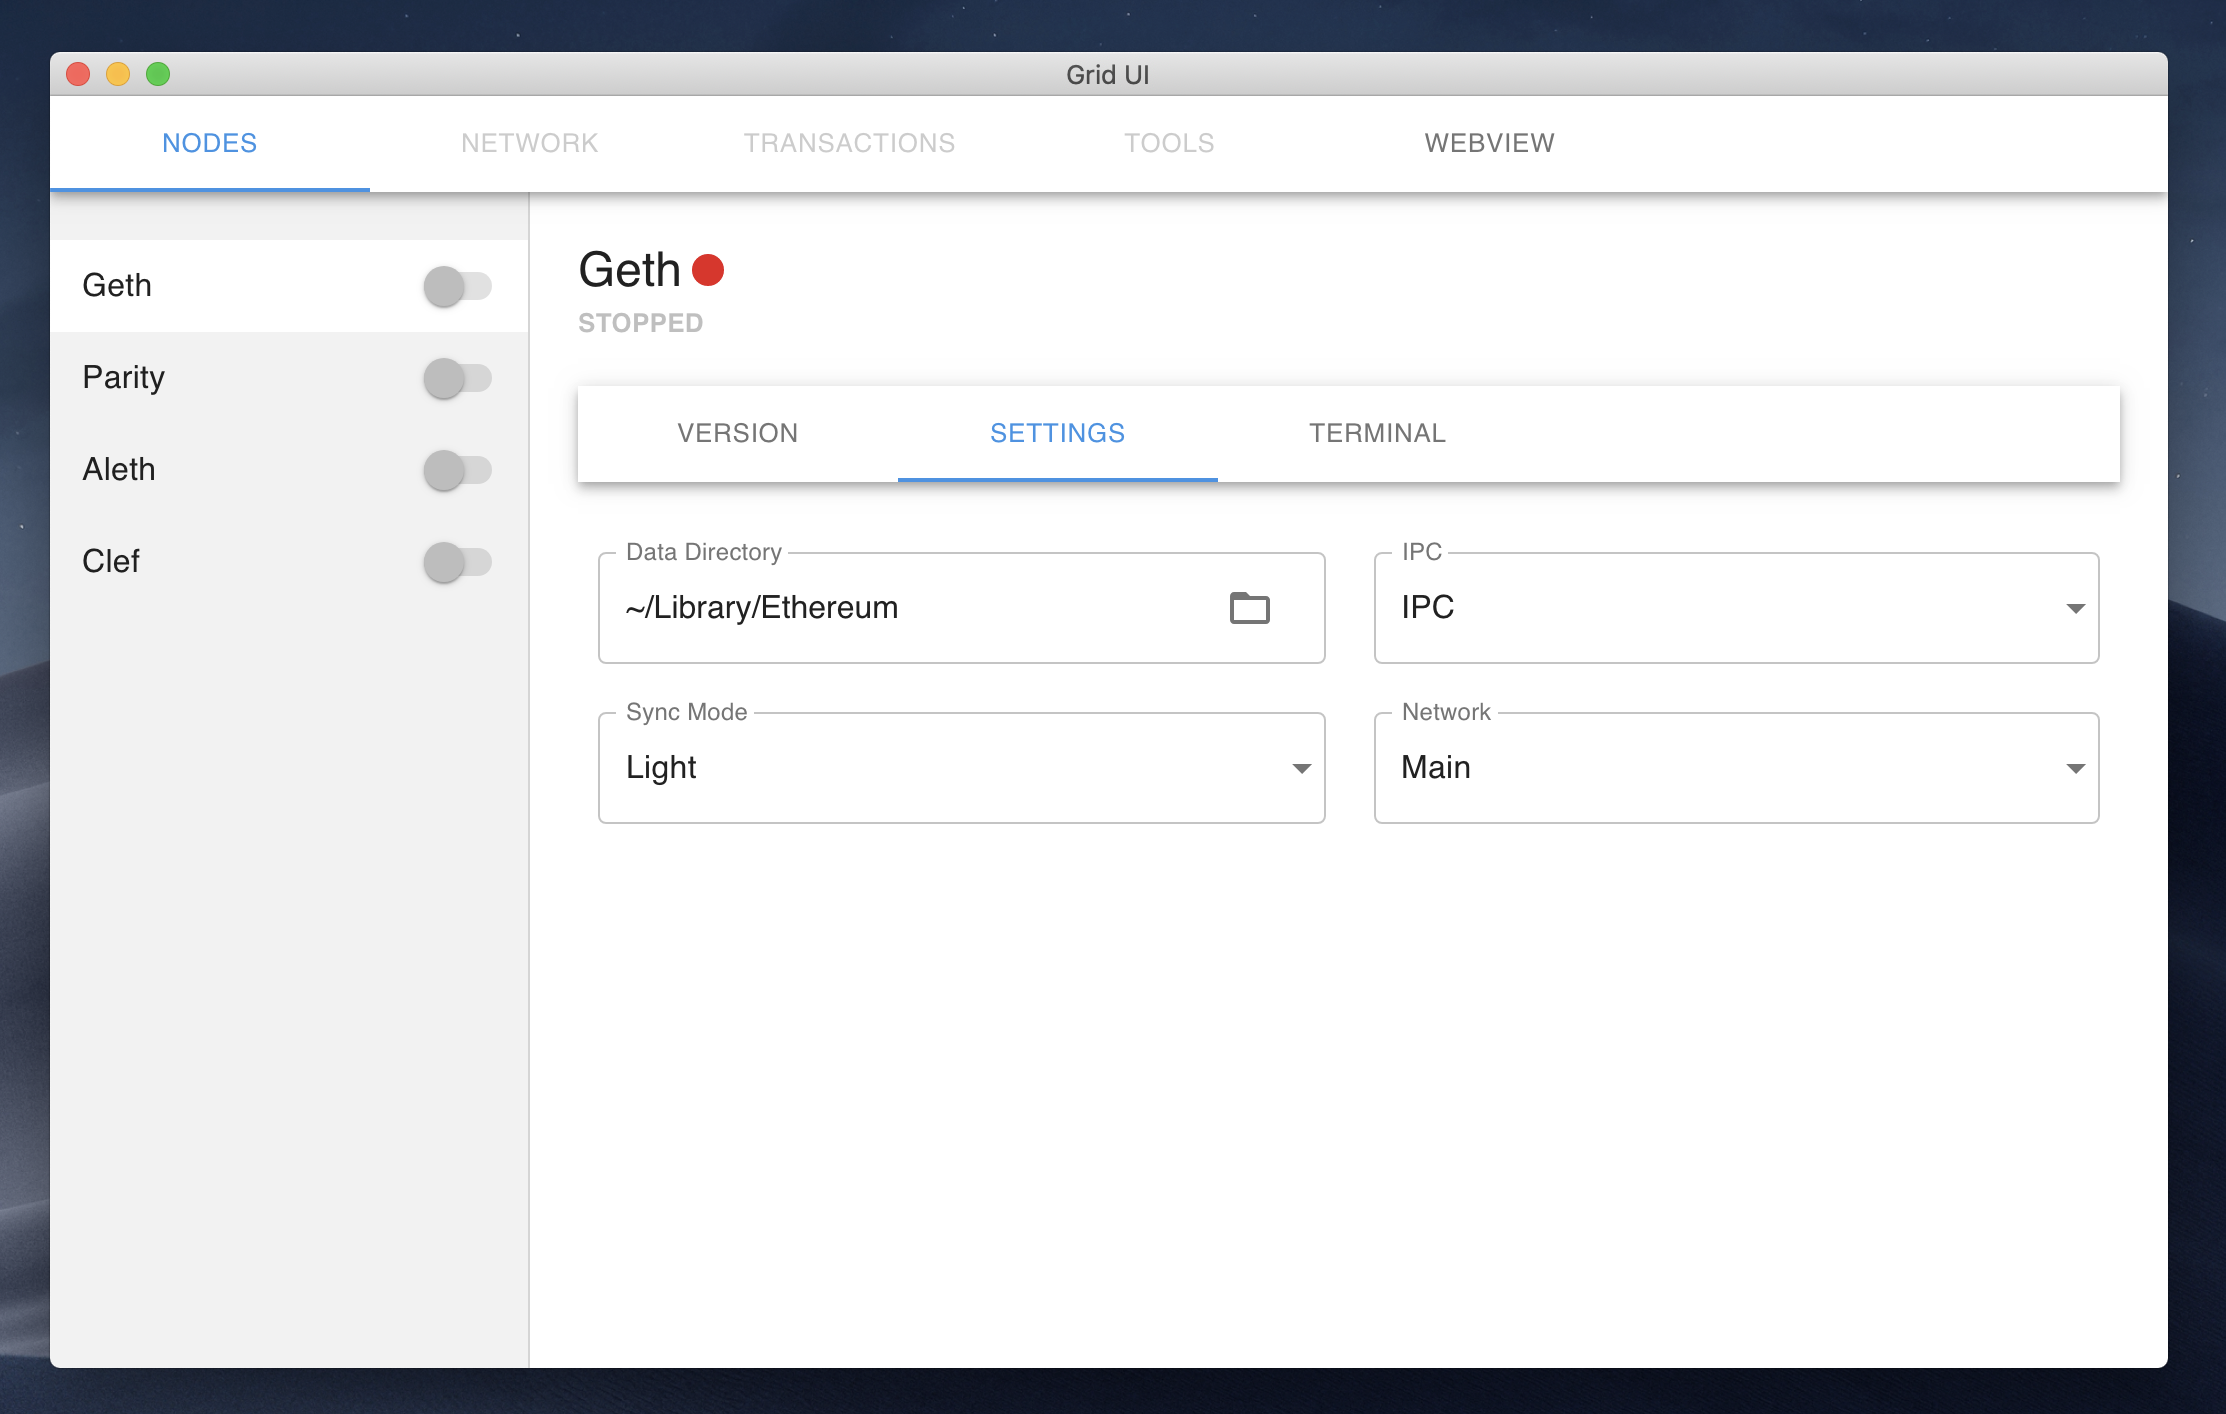 Grid UI
NODES NETWORK TRANSACTIONS TOOLS WEBVIEW
Geth
Parity
Aleth
Clef
Geth
STOPPED
VERSION SETTINGS TERMINAL
Data Directory
~/Library/Ethereum
IPC
IPC
Sync Mode
Light
Network
Main